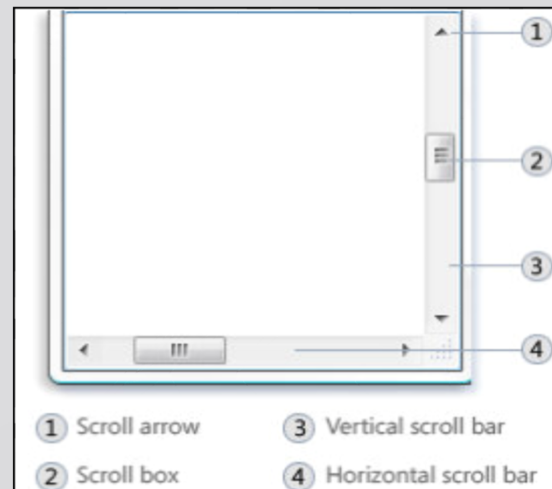 1
2
3
4
1 Scroll arrow
3 Vertical scroll bar
2 Scroll box
4 Horizontal scroll bar